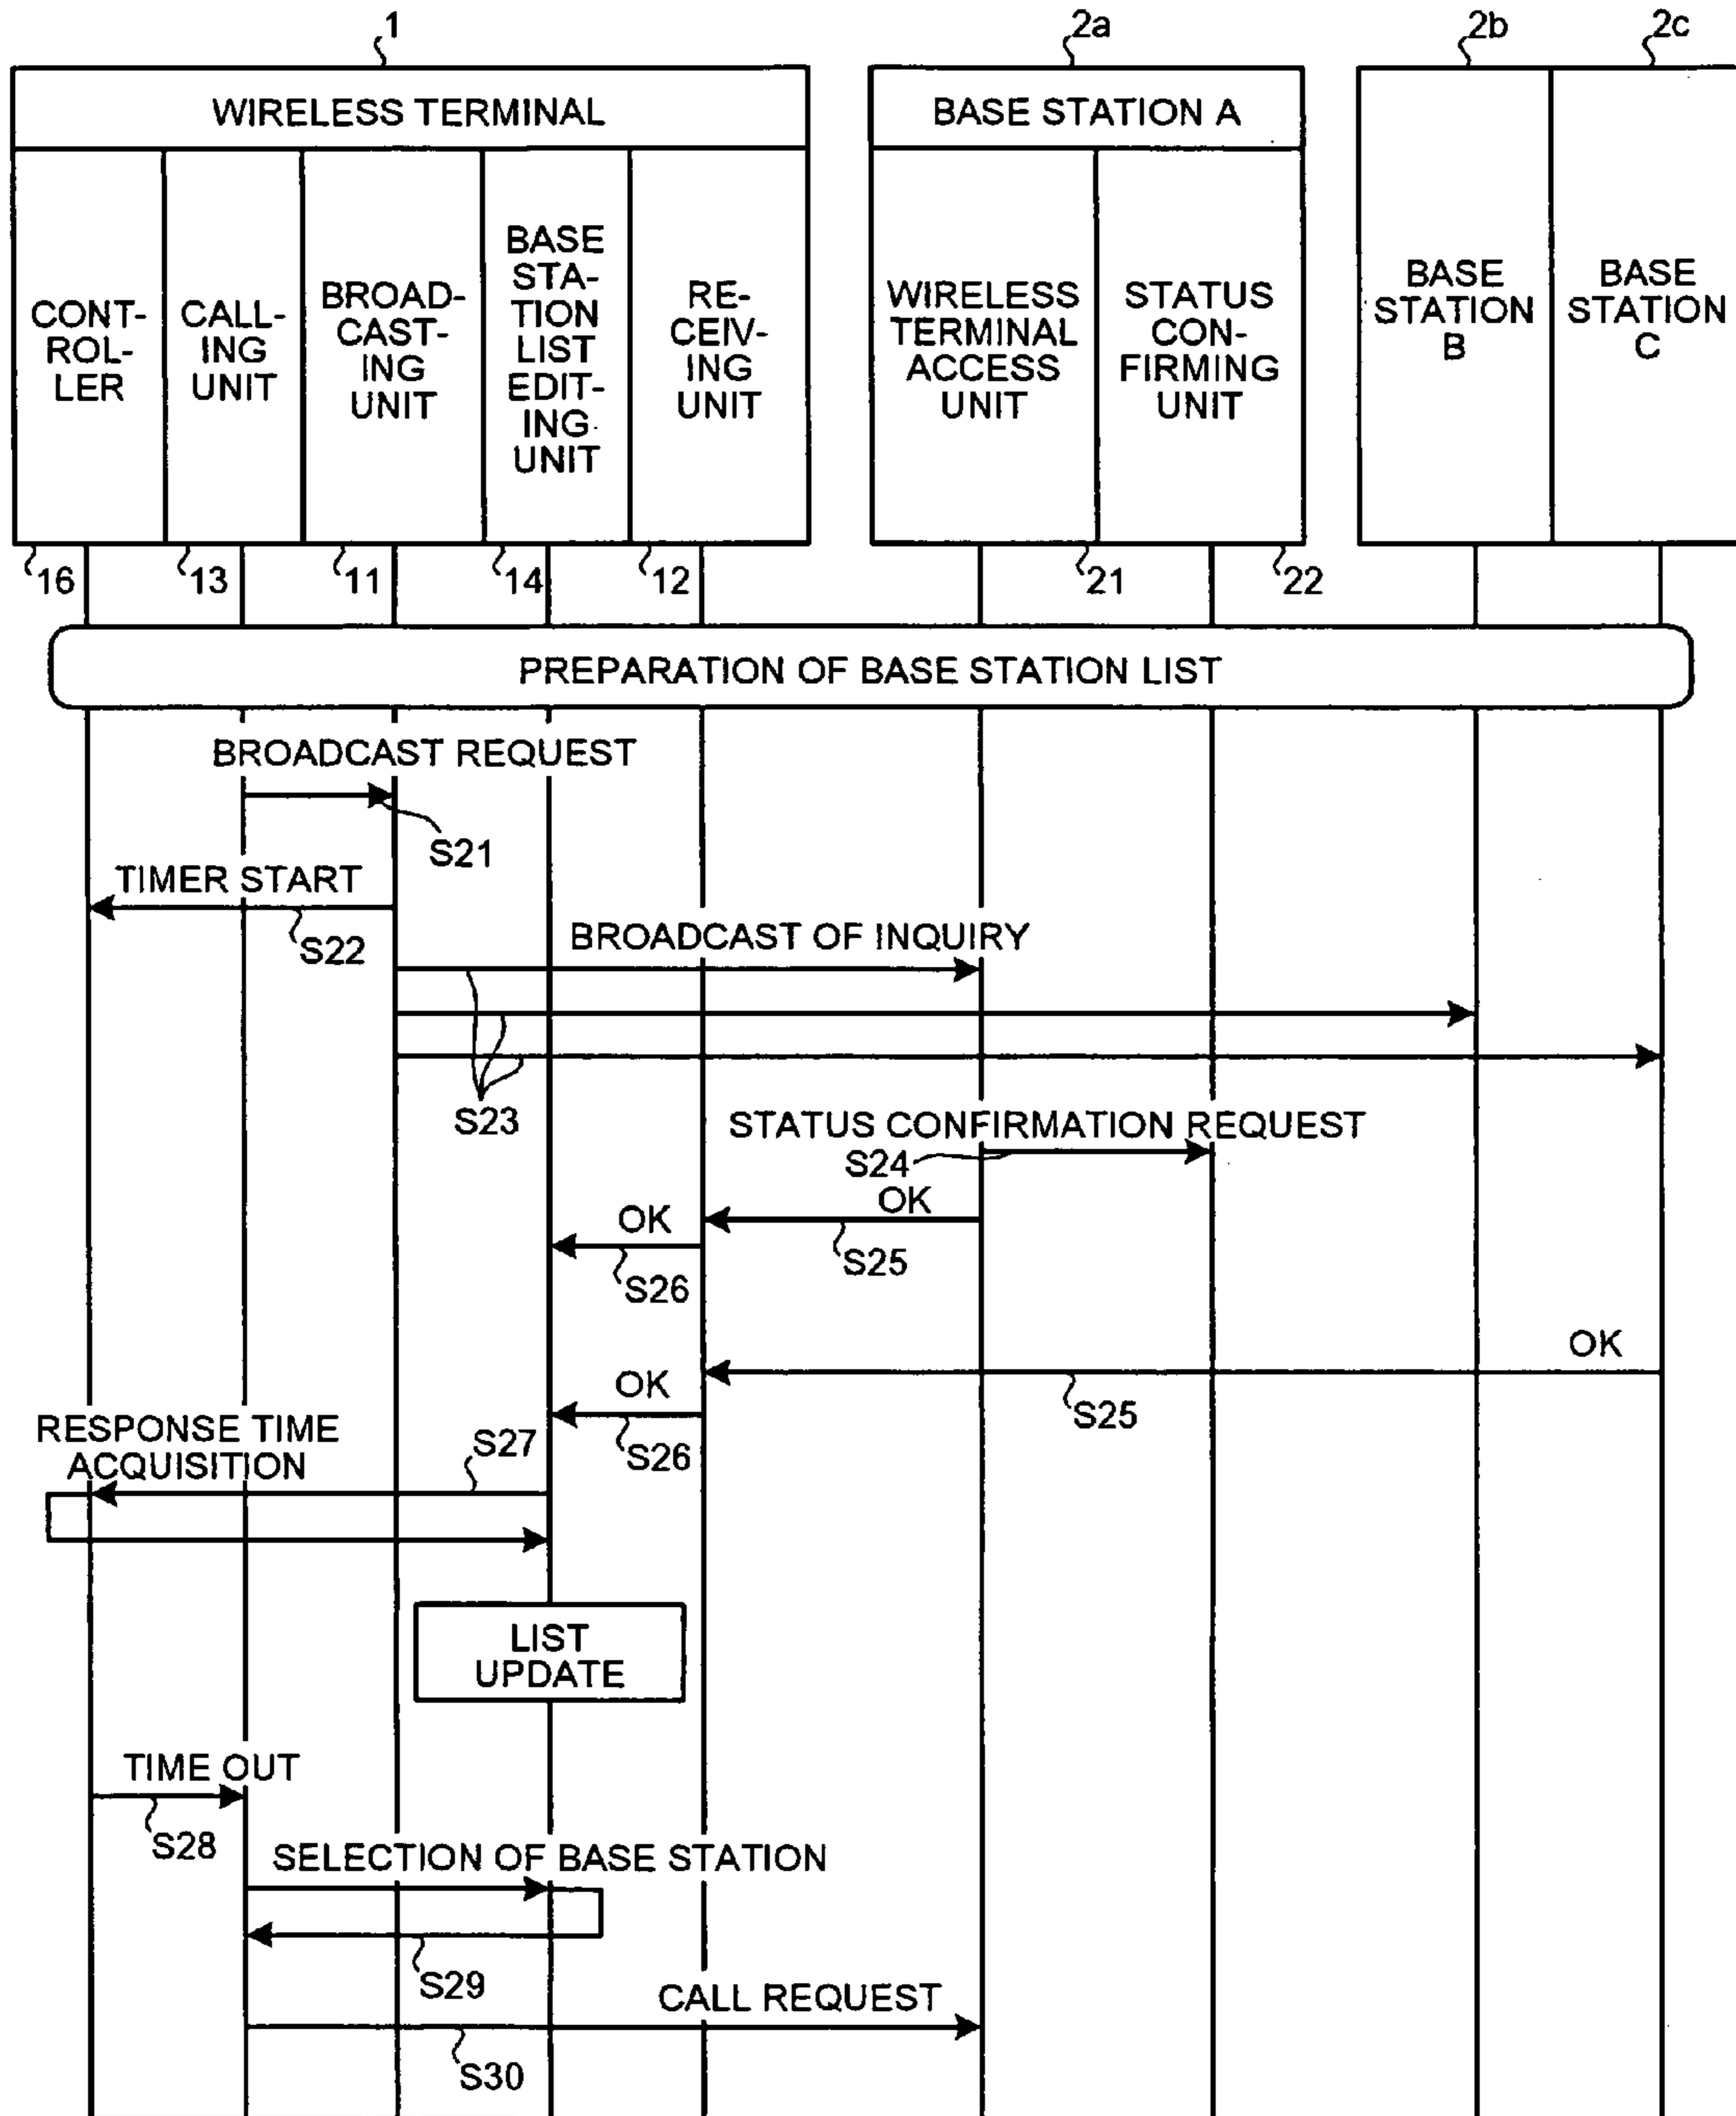 1
2a
2b
2c
WIRELESS TERMINAL
BASE STATION A
CONT-
ROL-
LER
CALL-
ING
UNIT
BROAD-
CAST-
ING
UNIT
BASE
STA-
TION
LIST
EDIT-
ING
UNIT
RE-
CEIV-
ING
UNIT
WIRELESS
TERMINAL
ACCESS
UNIT
STATUS
CON-
FIRMING
UNIT
BASE
STATION
B
BASE
STATION
C
16
13
11
14
12
21
22
PREPARATION OF BASE STATION LIST
BROADCAST REQUEST
S21
TIMER START
S22
BROADCAST OF INQUIRY
S23
STATUS CONFIRMATION REQUEST
S24
OK
S25
OK
S26
OK
S25
OK
S26
RESPONSE TIME
ACQUISITION
S27
LIST
UPDATE
TIME OUT
S28
SELECTION OF BASE STATION
S29
CALL REQUEST
S30